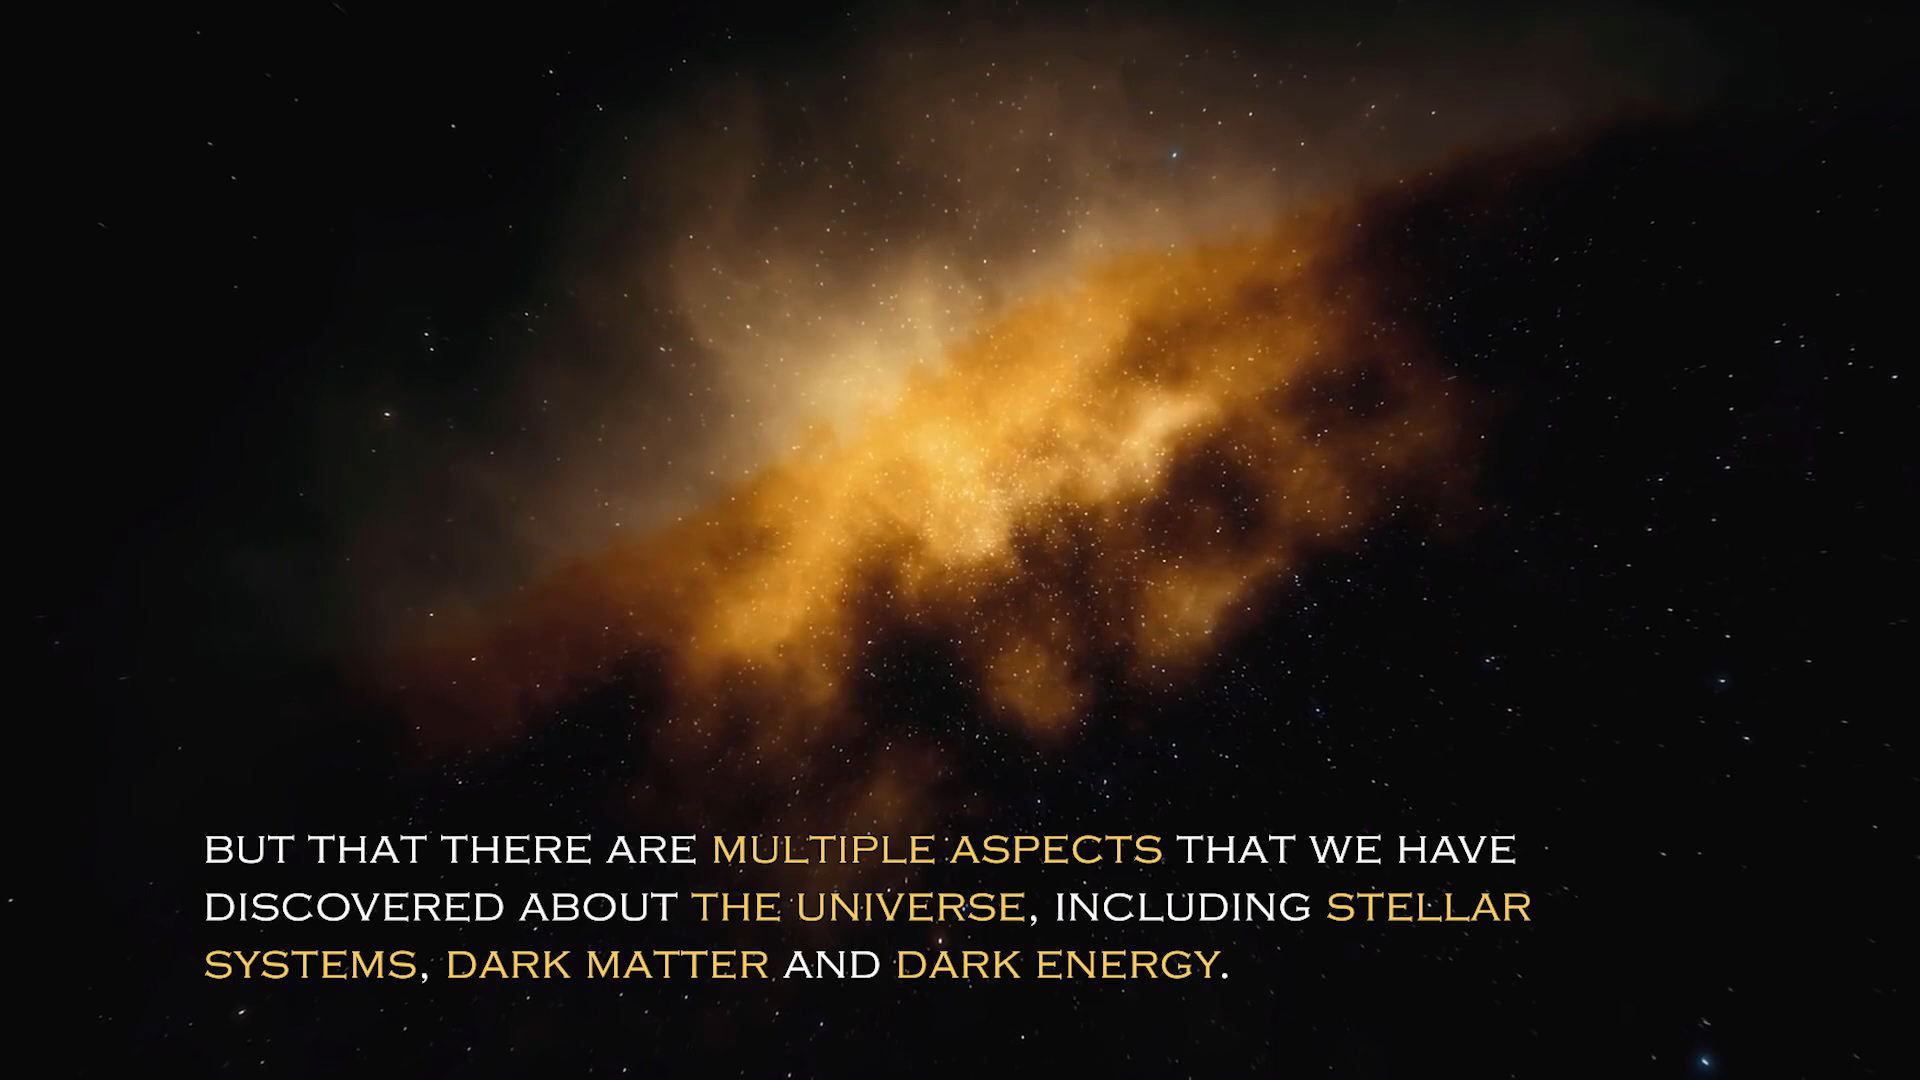 BUT THAT THERE ARE MULTIPLE ASPECTS THAT WE HAVE
DISCOVERED ABOUT THE UNIVERSE, INCLUDING STELLAR
SYSTEMS, DARK MATTER AND DARK ENERGY.